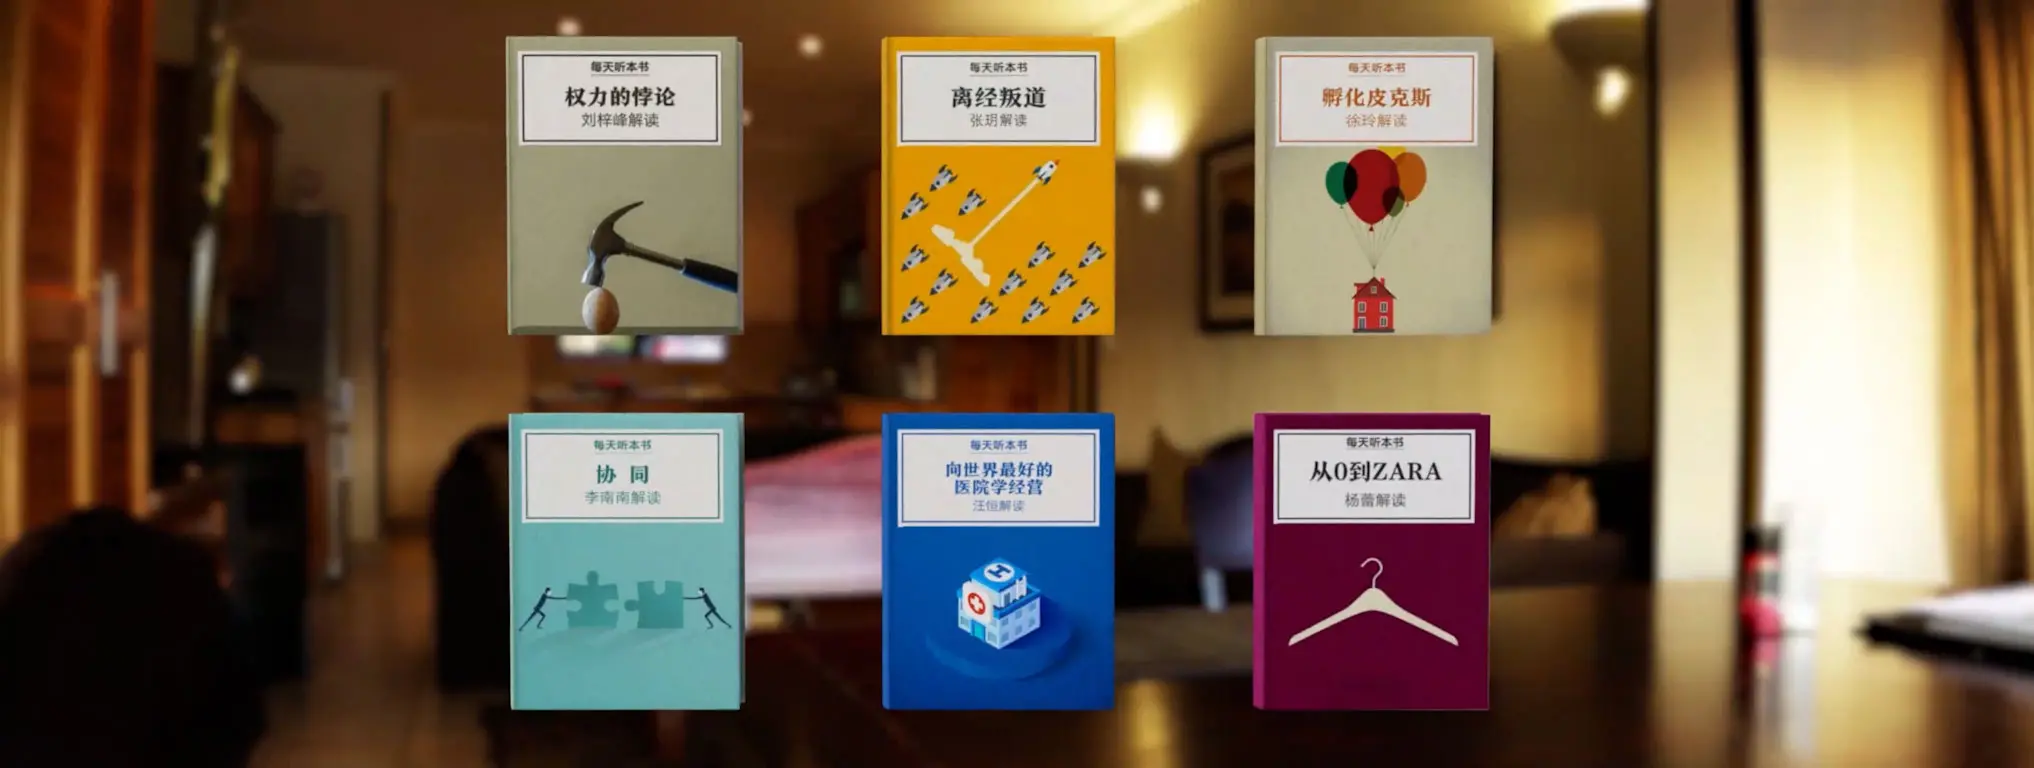 每天听本书
权力的悖论
刘梓峰解读
每天听本书
离经叛道
张玥解读
每天听本书
孵化皮克斯
徐玲解读
每天听本书
协 同
李南南解读
每天听本书
向世界最好的
医院学经营
汪恒解读
每天听本书
从0到ZARA
杨蕾解读